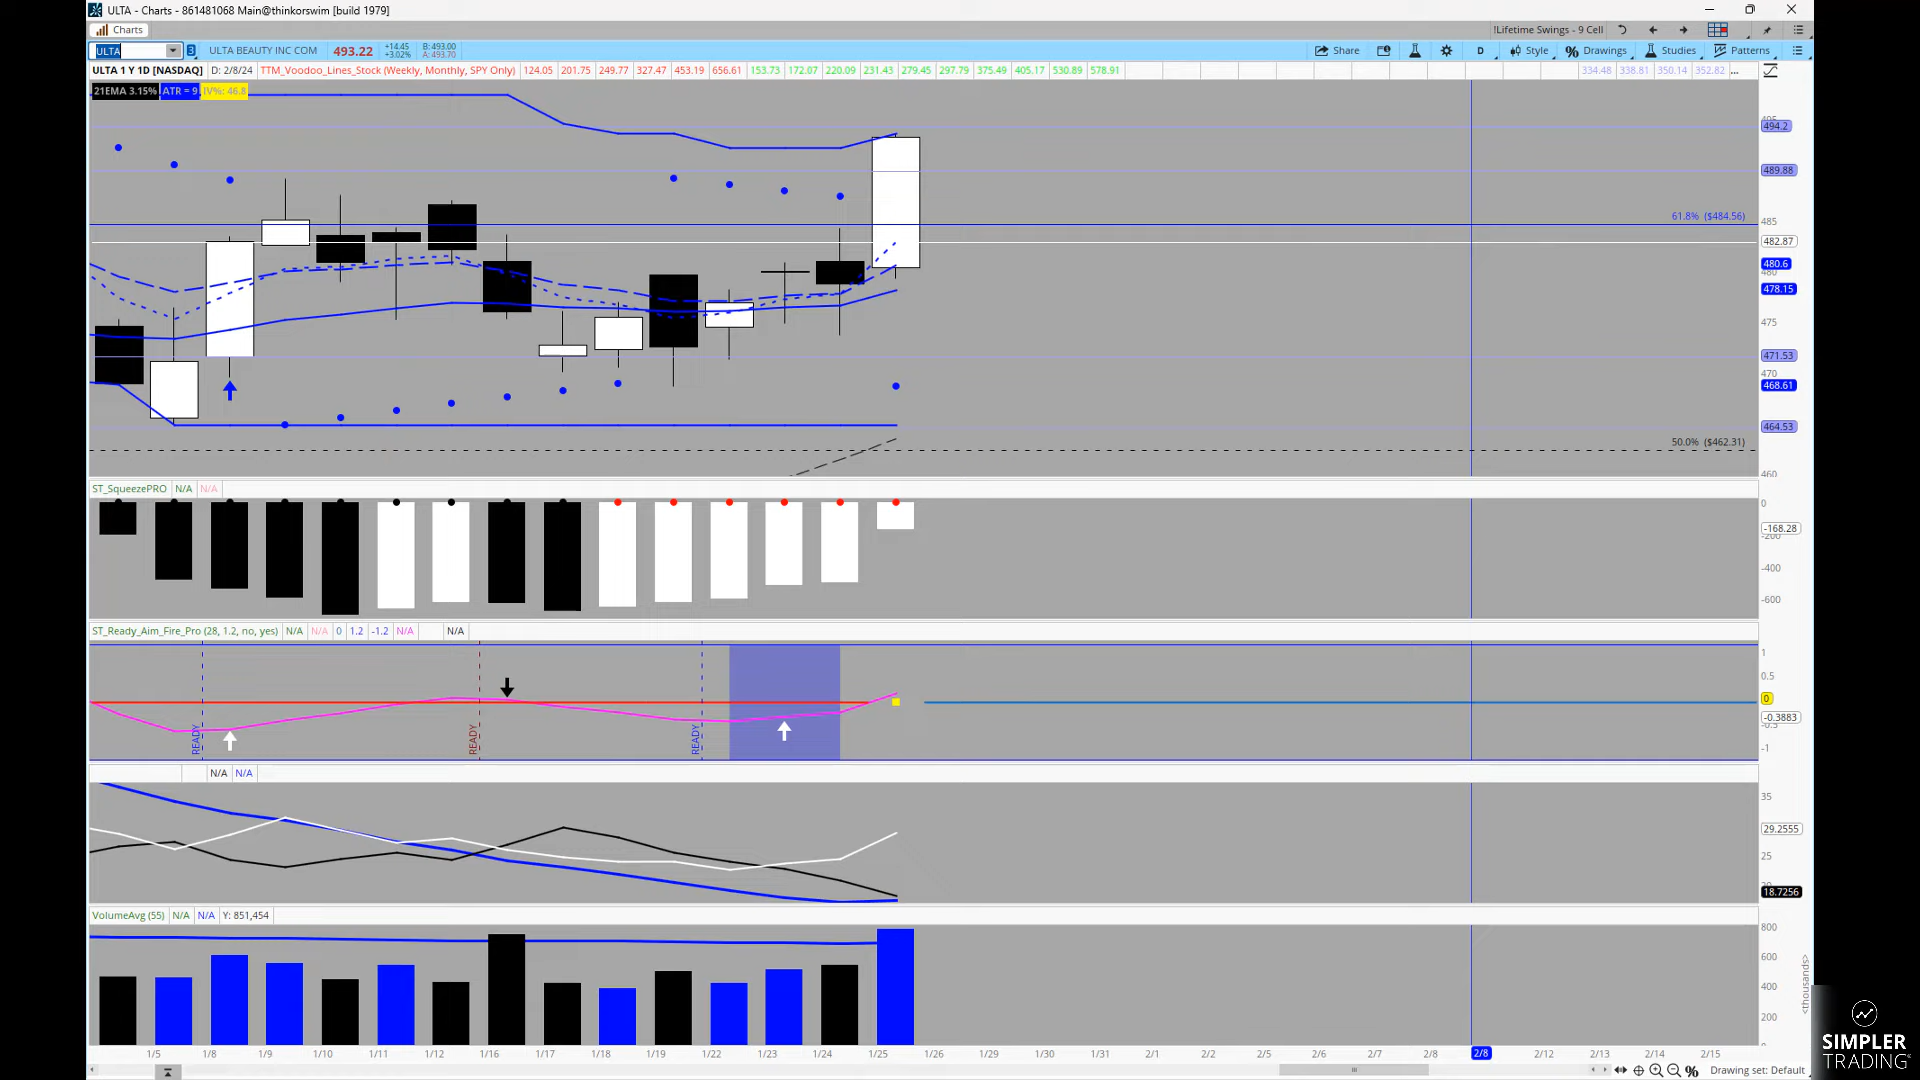 ULTA - Charts - 861481068 Main@thinkorswim [build 1979]
Charts
!Lifetime Swings - 9 Cell
ULTA 3 ULTA BEAUTY INC COM 493.22 +14.45 +3.02% B: 493.00 A: 493.70 Share D Style Drawings Studies Patterns
ULTA 1 Y 1D [NASDAQ] D: 2/8/24 TTM_Voodoo_Lines_Stock (Weekly, Monthly, SPY Only) 124.05 201.75 249.77 327.47 453.19 656.61 153.73 172.07 220.09 231.43 279.45 297.79 375.49 405.17 530.89 578.91 334.48 338.81 350.14 352.82 ...
21EMA 3.15% ATR = 9 IV%: 46.8
494.2
489.88
61.8% ($484.56)
485
482.87
480.6
478.15
475
471.53
470
468.61
464.53
50.0% ($462.31)
460
ST_SqueezePRO N/A N/A
0
-168.28
-200
-400
-600
ST_Ready_Aim_Fire_Pro (28, 1.2, no, yes) N/A N/A 0 1.2 -1.2 N/A N/A
1
0.5
0
-0.3883
-0.5
-1
READY
READY
READY
N/A N/A
35
29.2555
25
18.7256
VolumeAvg (55) N/A N/A Y: 851,454
800
600
400
200
0
<thousands>
1/5 1/8 1/9 1/10 1/11 1/12 1/16 1/17 1/18 1/19 1/22 1/23 1/24 1/25 1/26 1/29 1/30 1/31 2/1 2/2 2/5 2/6 2/7 2/8 2/8 2/12 2/13 2/14 2/15
Drawing set: Default
SIMPLER
TRADING